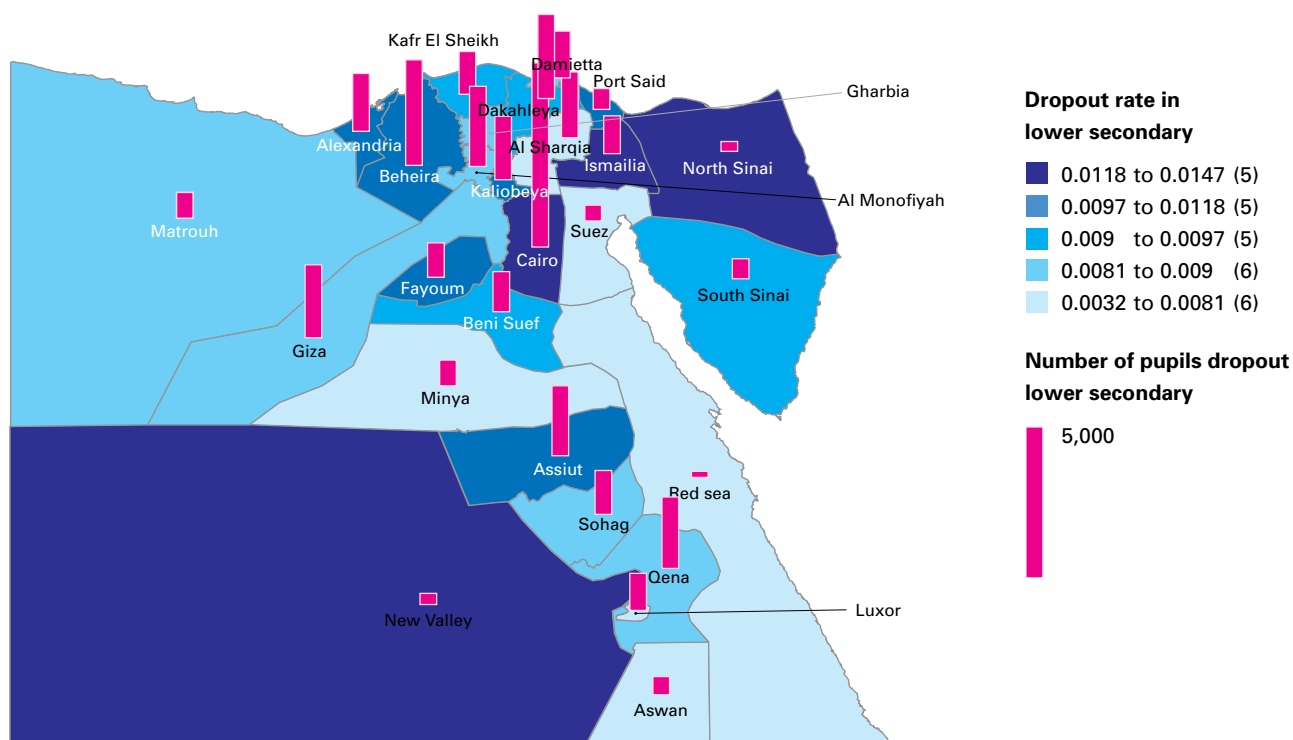 Kafr El Sheikh
Damietta
Port Said
Gharbia
Dakahleya
Alexandria
Al Sharqia
Ismailia
North Sinai
Beheira
Kaliobeya
Al Monofiyah
Matrouh
Suez
Cairo
Fayoum
South Sinai
Beni Suef
Giza
Minya
Assiut
Red sea
Sohag
Qena
New Valley
Luxor
Aswan
Dropout rate in
lower secondary
0.0118 to 0.0147 (5)
0.0097 to 0.0118 (5)
0.009 to 0.0097 (5)
0.0081 to 0.009 (6)
0.0032 to 0.0081 (6)
Number of pupils dropout
lower secondary
5,000